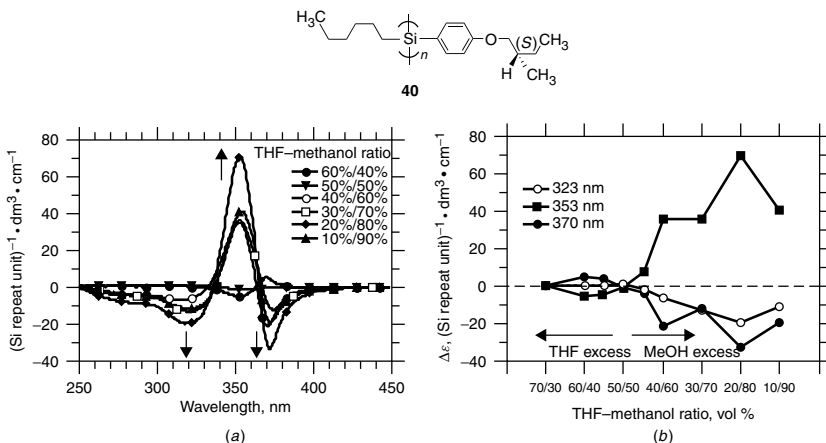 H₃C
Si
n
O
(S)
CH₃
H
CH₃
40
80
60
40
20
0
−20
−40
(Si repeat unit)⁻¹ • dm³ • cm⁻¹
THF–methanol ratio
60%/40%
50%/50%
40%/60%
30%/70%
20%/80%
10%/90%
250 300 350 400 450
Wavelength, nm
(a)
80
60
40
20
0
−20
−40
Δε, (Si repeat unit)⁻¹ • dm³ • cm⁻¹
323 nm
353 nm
370 nm
THF excess MeOH excess
70/30 60/40 50/50 40/60 30/70 20/80 10/90
THF–methanol ratio, vol %
(b)